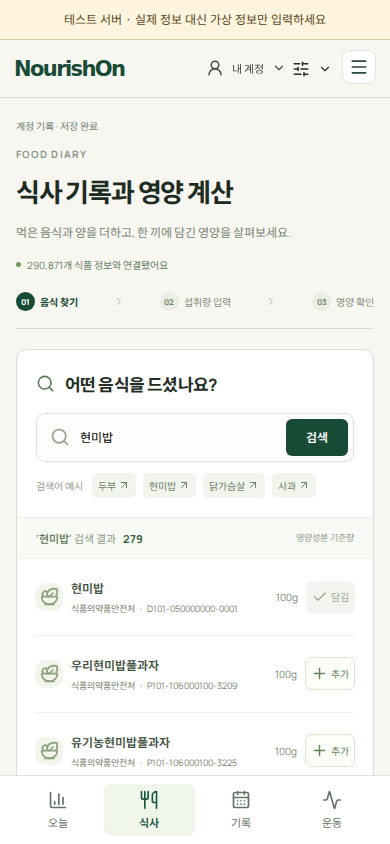 테스트 서버 · 실제 정보 대신 가상 정보만 입력하세요
NourishOn
내 계정
계정 기록 · 저장 완료
FOOD DIARY
식사 기록과 영양 계산
먹은 음식과 양을 더하고, 한 끼에 담긴 영양을 살펴보세요.
290,871개 식품 정보와 연결됐어요
01 음식 찾기
02 섭취량 입력
03 영양 확인
어떤 음식을 드셨나요?
현미밥
검색
검색어 예시
두부
현미밥
닭가슴살
사과
‘현미밥’ 검색 결과 279
영양성분 기준량
현미밥
식품의약품안전처 · D101-050000000-0001
100g
담김
우리현미밥풀과자
식품의약품안전처 · P101-106000100-3209
100g
추가
유기농현미밥풀과자
식품의약품안전처 · P101-106000100-3225
100g
추가
오늘
식사
기록
운동